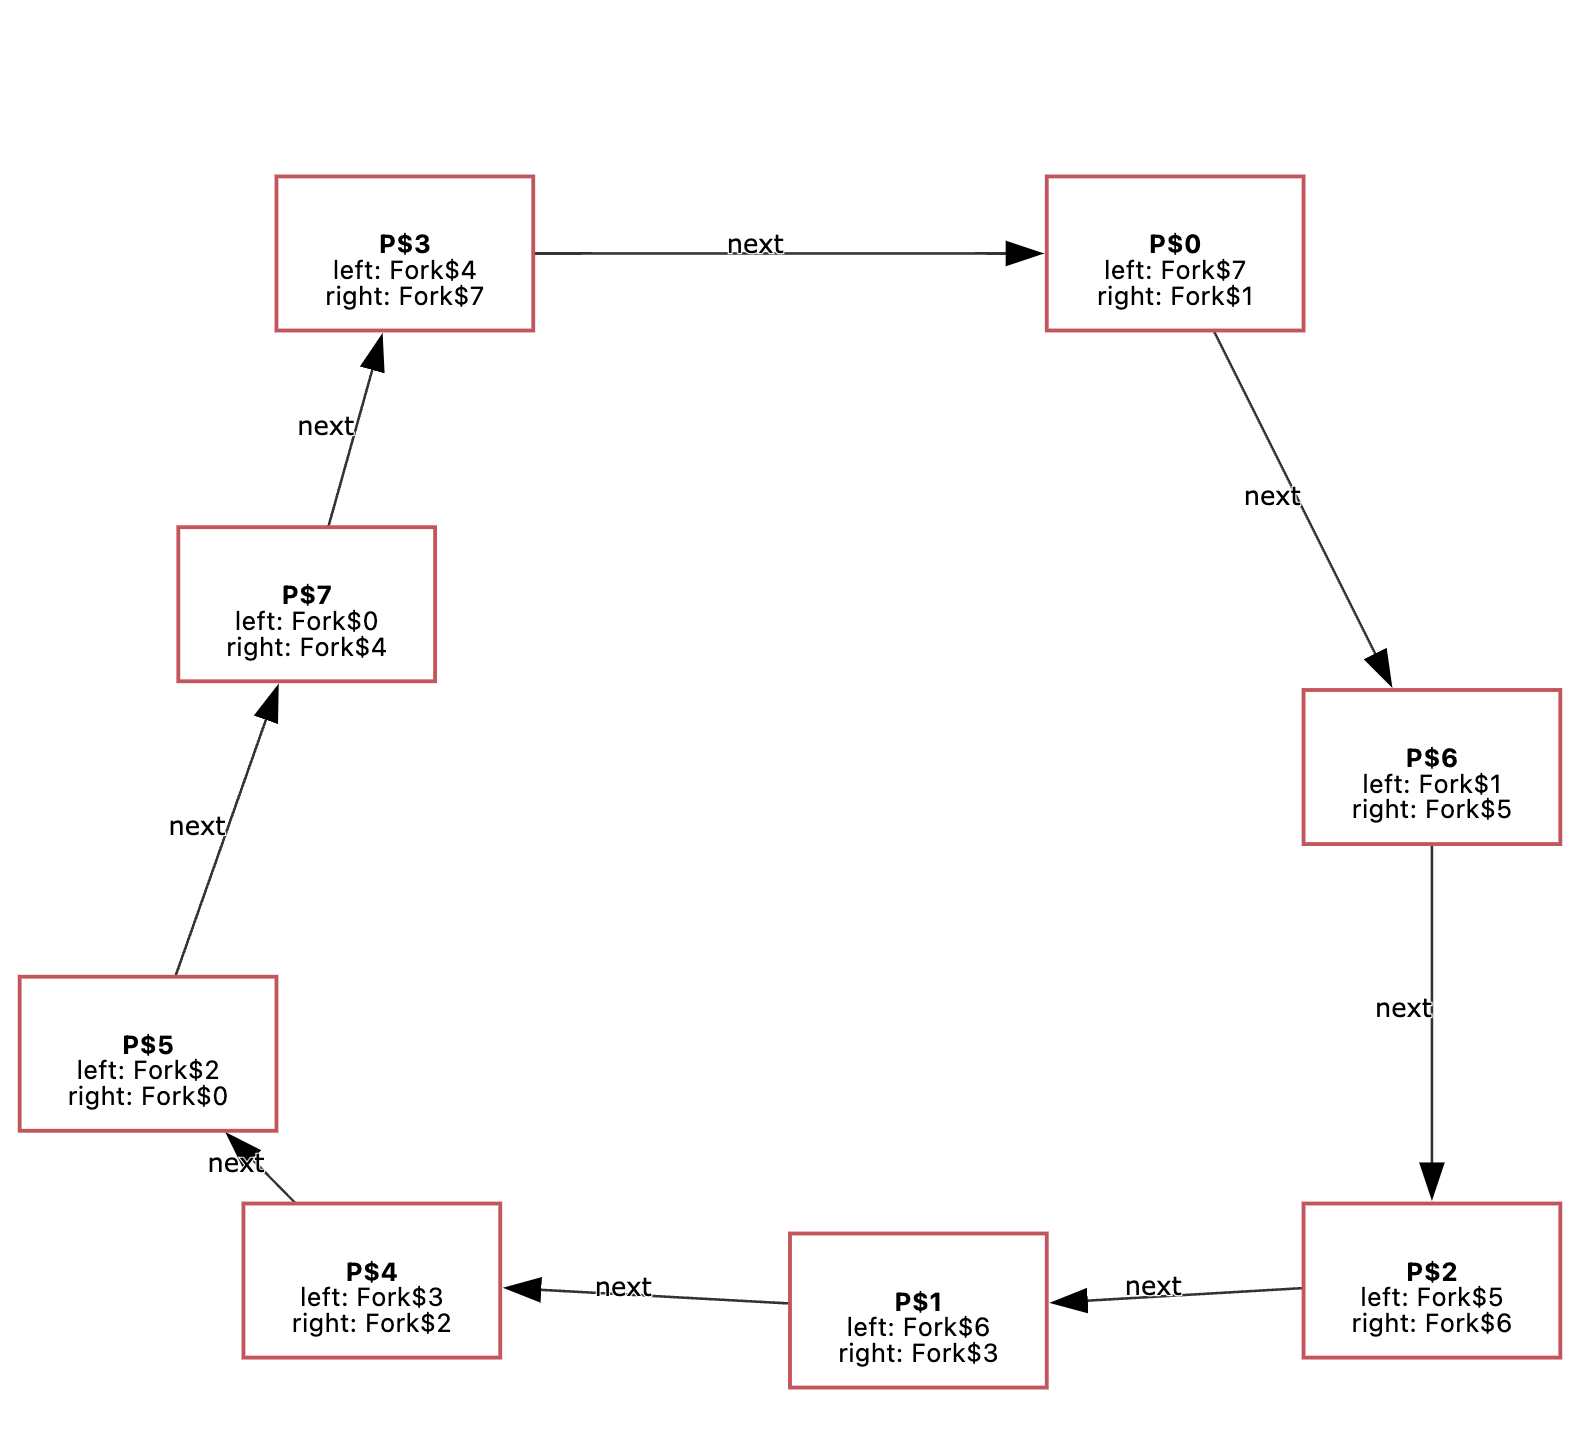 P$3
left: Fork$4
right: Fork$7
next
P$0
left: Fork$7
right: Fork$1
next
next
P$7
left: Fork$0
right: Fork$4
P$6
left: Fork$1
right: Fork$5
next
next
P$5
left: Fork$2
right: Fork$0
next
P$4
left: Fork$3
right: Fork$2
next
P$1
left: Fork$6
right: Fork$3
next
P$2
left: Fork$5
right: Fork$6